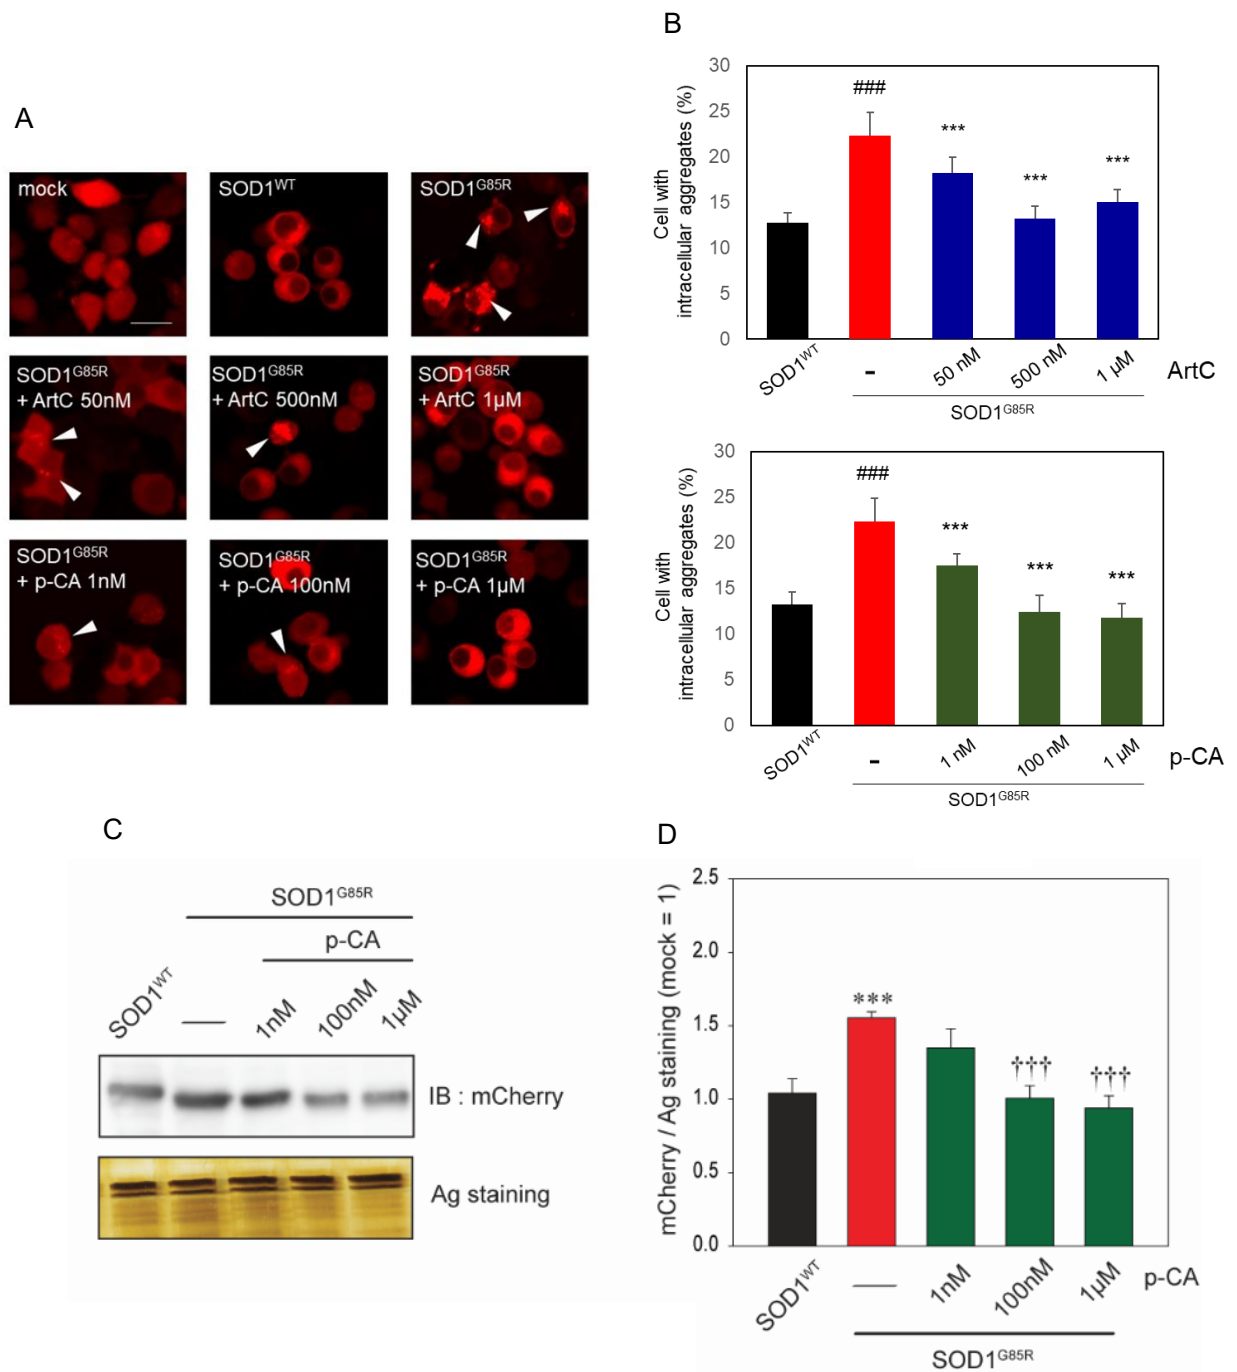 A
mock
SOD1WT
SOD1G85R
SOD1G85R
+ ArtC 50nM
SOD1G85R
+ ArtC 500nM
SOD1G85R
+ ArtC 1µM
SOD1G85R
+ p-CA 1nM
SOD1G85R
+ p-CA 100nM
SOD1G85R
+ p-CA 1µM
B
Cell with
intracellular aggregates (%)
30
25
20
15
10
5
0
###
***
***
***
SOD1WT
-
50 nM
500 nM
1 µM
ArtC
SOD1G85R
Cell with
intracellular aggregates (%)
30
25
20
15
10
5
0
###
***
***
***
SOD1WT
-
1 nM
100 nM
1 µM
p-CA
SOD1G85R
C
SOD1G85R
p-CA
SOD1WT
—
1nM
100nM
1µM
IB : mCherry
Ag staining
D
mCherry / Ag staining (mock = 1)
2.5
2.0
1.5
1.0
0.5
0.0
***
†††
†††
SOD1WT
—
1nM
100nM
1µM
p-CA
SOD1G85R